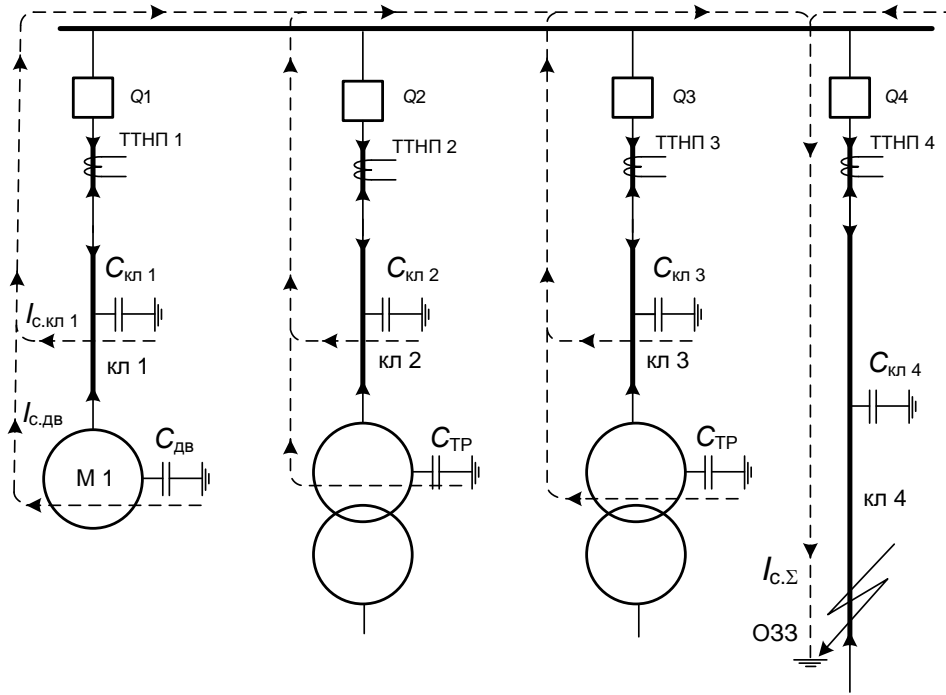 Q1
Q2
Q3
Q4
ТТНП 1
ТТНП 2
ТТНП 3
ТТНП 4
Cкл 1
Cкл 2
Cкл 3
Iс.кл 1
кл 1
кл 2
кл 3
Cкл 4
Iс.дв
М 1
Cдв
CТР
CТР
кл 4
Iс.Σ
ОЗЗ